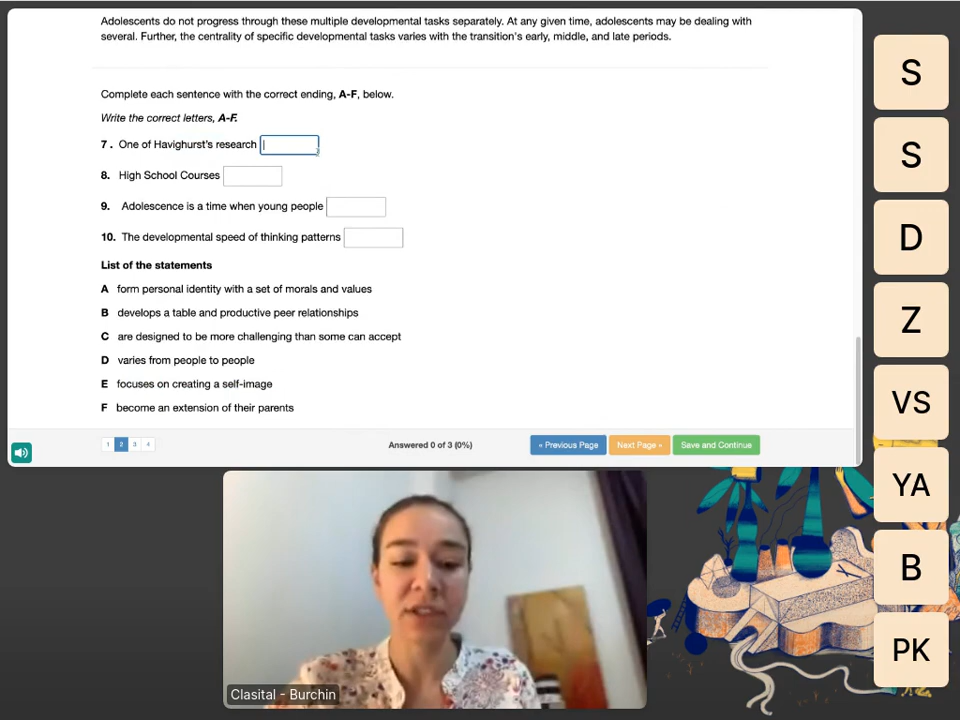 Adolescents do not progress through these multiple developmental tasks separately. At any given time, adolescents may be dealing with
several. Further, the centrality of specific developmental tasks varies with the transition's early, middle, and late periods.
Complete each sentence with the correct ending, A-F, below.
Write the correct letters, A-F.
7 . One of Havighurst's research
8. High School Courses
9. Adolescence is a time when young people
10. The developmental speed of thinking patterns
List of the statements
A form personal identity with a set of morals and values
B develops a table and productive peer relationships
C are designed to be more challenging than some can accept
D varies from people to people
E focuses on creating a self-image
F become an extension of their parents
1 2 3 4 Answered 0 of 3 (0%) « Previous Page Next Page » Save and Continue
S
S
D
Z
VS
YA
B
PK
Clasital - Burchin